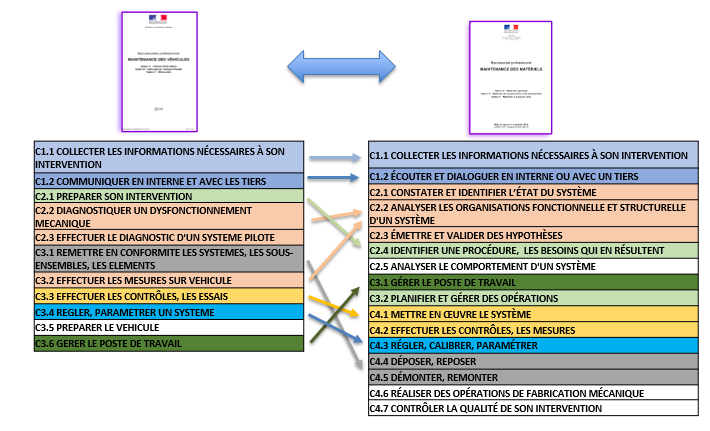 Baccalauréat professionnel
MAINTENANCE DES VÉHICULES
2014
Baccalauréat professionnel
MAINTENANCE DES MATÉRIELS
C1.1 COLLECTER LES INFORMATIONS NÉCESSAIRES À SON
INTERVENTION
C1.2 COMMUNIQUER EN INTERNE ET AVEC LES TIERS
C2.1 PREPARER SON INTERVENTION
C2.2 DIAGNOSTIQUER UN DYSFONCTIONNEMENT
MECANIQUE
C2.3 EFFECTUER LE DIAGNOSTIC D'UN SYSTEME PILOTE
C3.1 REMETTRE EN CONFORMITE LES SYSTEMES, LES SOUS-
ENSEMBLES, LES ELEMENTS
C3.2 EFFECTUER LES MESURES SUR VEHICULE
C3.3 EFFECTUER LES CONTRÔLES, LES ESSAIS
C3.4 REGLER, PARAMETRER UN SYSTEME
C3.5 PREPARER LE VEHICULE
C3.6 GERER LE POSTE DE TRAVAIL
C1.1 COLLECTER LES INFORMATIONS NÉCESSAIRES À SON INTERVENTION
C1.2 ÉCOUTER ET DIALOGUER EN INTERNE OU AVEC UN TIERS
C2.1 CONSTATER ET IDENTIFIER L'ÉTAT DU SYSTÈME
C2.2 ANALYSER LES ORGANISATIONS FONCTIONNELLE ET STRUCTURELLE
D'UN SYSTÈME
C2.3 ÉMETTRE ET VALIDER DES HYPOTHÈSES
C2.4 IDENTIFIER UNE PROCÉDURE, LES BESOINS QUI EN RÉSULTENT
C2.5 ANALYSER LE COMPORTEMENT D'UN SYSTÈME
C3.1 GÉRER LE POSTE DE TRAVAIL
C3.2 PLANIFIER ET GÉRER DES OPÉRATIONS
C4.1 METTRE EN ŒUVRE LE SYSTÈME
C4.2 EFFECTUER LES CONTRÔLES, LES MESURES
C4.3 RÉGLER, CALIBRER, PARAMÉTRER
C4.4 DÉPOSER, REPOSER
C4.5 DÉMONTER, REMONTER
C4.6 RÉALISER DES OPÉRATIONS DE FABRICATION MÉCANIQUE
C4.7 CONTRÔLER LA QUALITÉ DE SON INTERVENTION